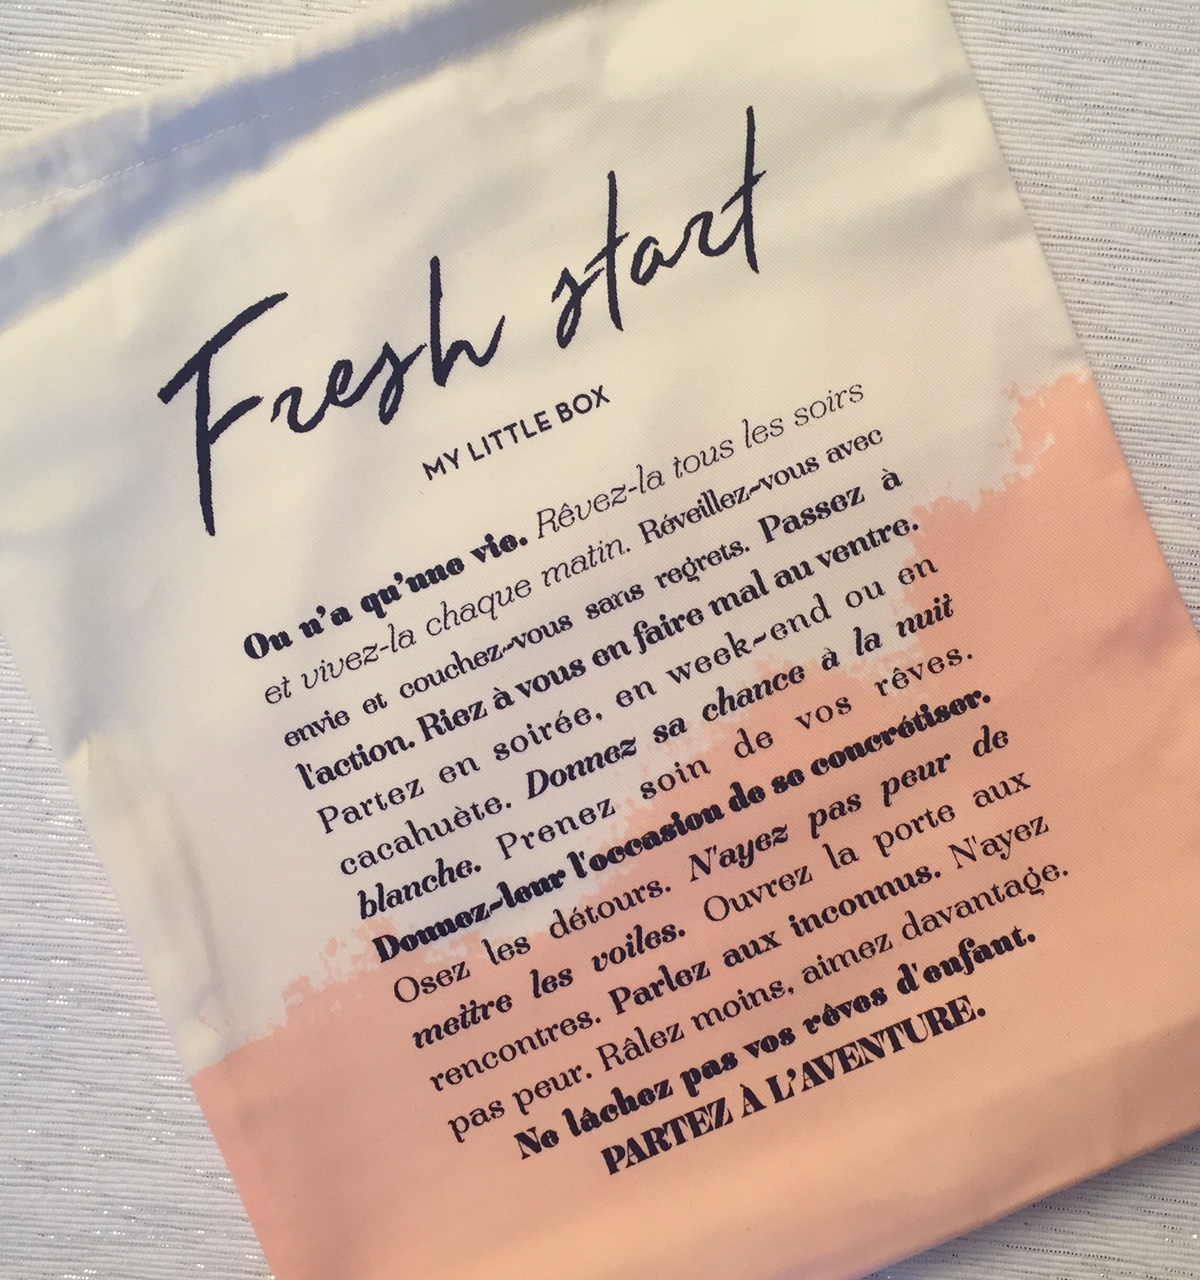 Fresh start
MY LITTLE BOX
On n'a qu'une vie. Rêvez-la tous les soirs
et vivez-la chaque matin. Réveillez-vous avec
envie et couchez-vous sans regrets. Passez à
l'action. Riez à vous en faire mal au ventre.
Partez en soirée, en week-end ou en
cacahuète. Donnez sa chance à la nuit
blanche. Prenez soin de vos rêves.
Donnez-leur l'occasion de se concrétiser.
Osez les détours. N'ayez pas peur de
mettre les voiles. Ouvrez la porte aux
rencontres. Parlez aux inconnus. N'ayez
pas peur. Râlez moins, aimez davantage.
Ne lâchez pas vos rêves d'enfant.
PARTEZ À L'AVENTURE.